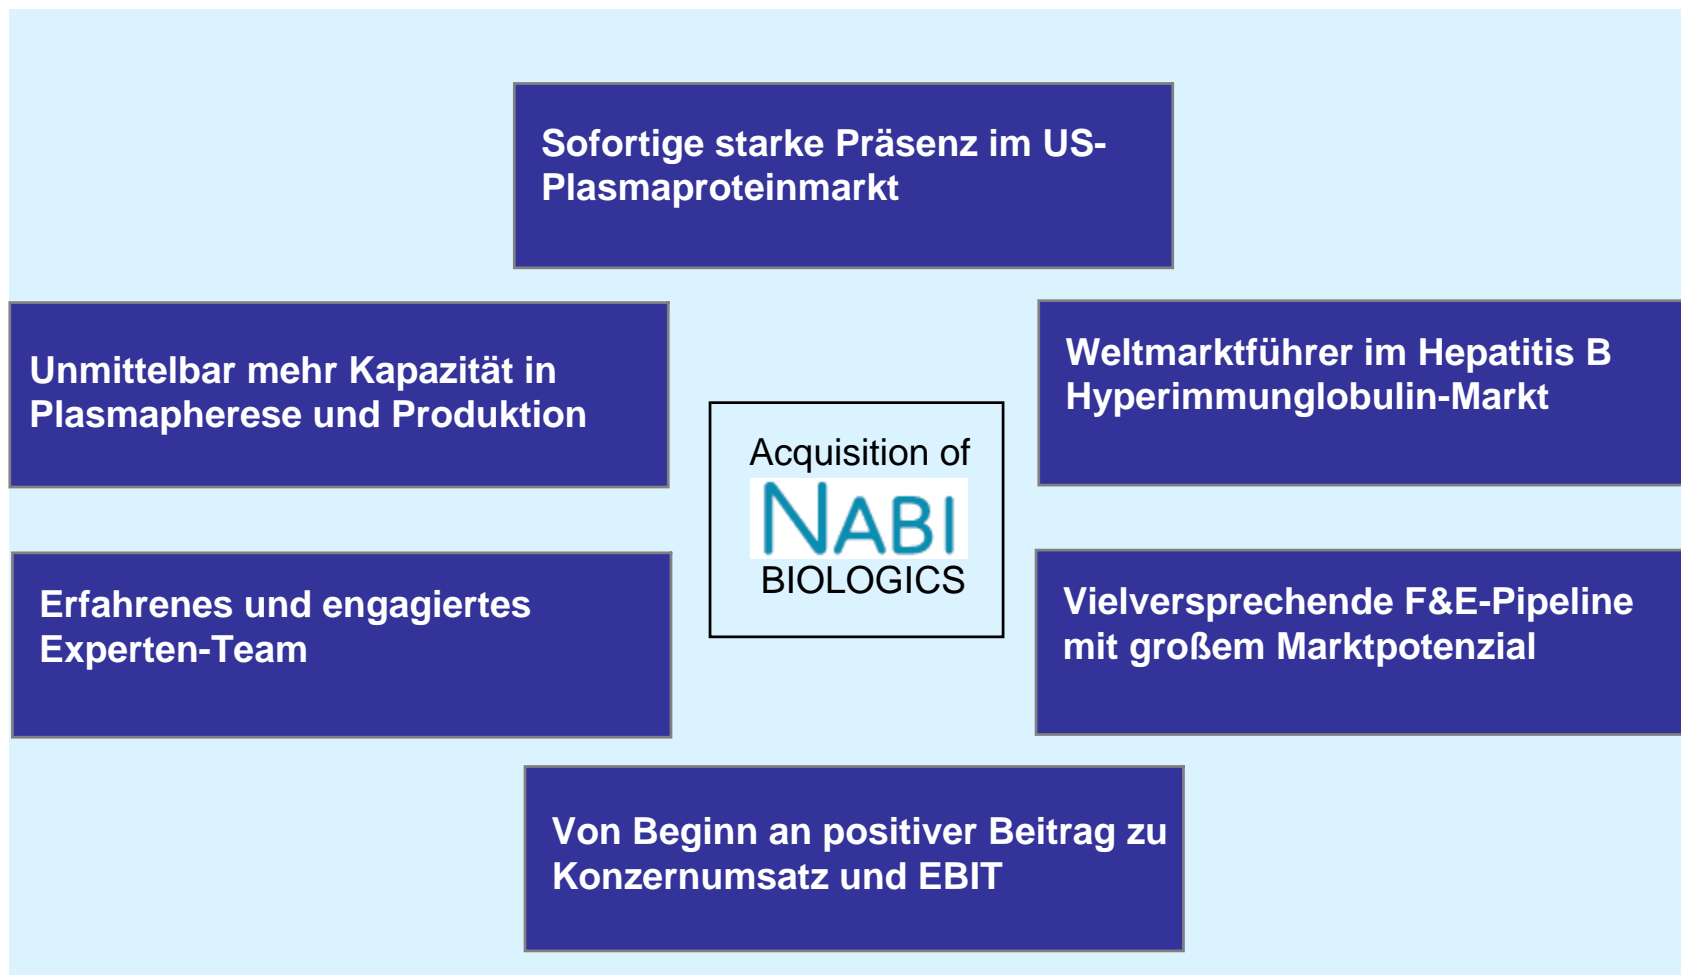 Sofortige starke Präsenz im US-
Plasmaproteinmarkt
Unmittelbar mehr Kapazität in
Plasmapherese und Produktion
Weltmarktführer im Hepatitis B
Hyperimmunglobulin-Markt
Acquisition of
NABI
BIOLOGICS
Erfahrenes und engagiertes
Experten-Team
Vielversprechende F&E-Pipeline
mit großem Marktpotenzial
Von Beginn an positiver Beitrag zu
Konzernumsatz und EBIT